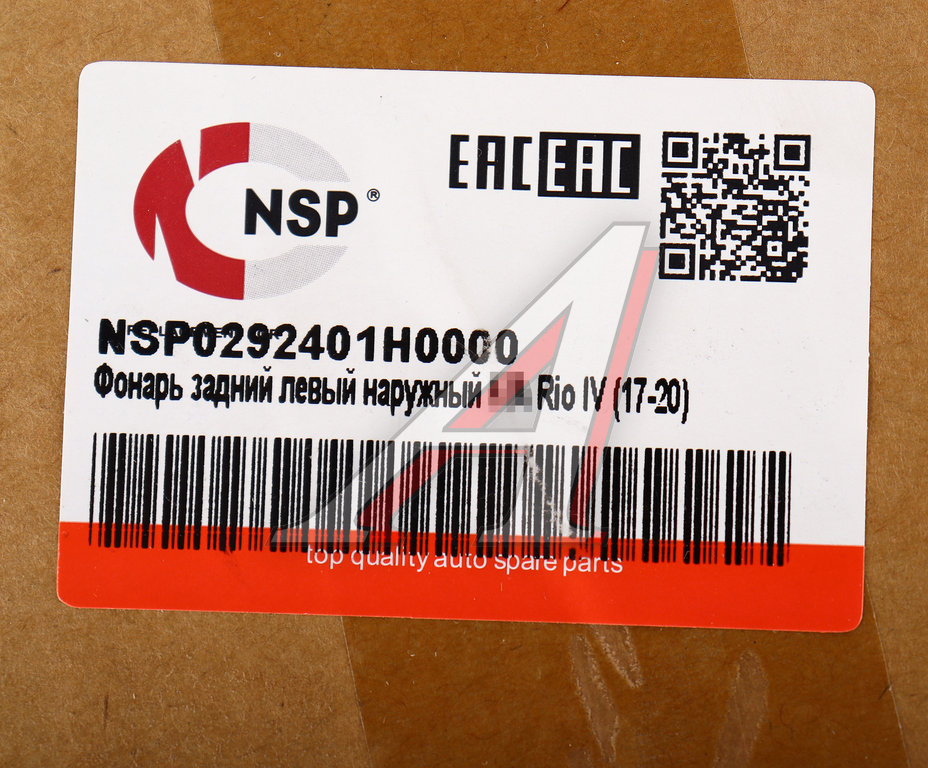 NSP®
EAC EAC
NSP0292401H0000
Фонарь задний левый наружный Rio IV (17-20)
top quality auto spare parts